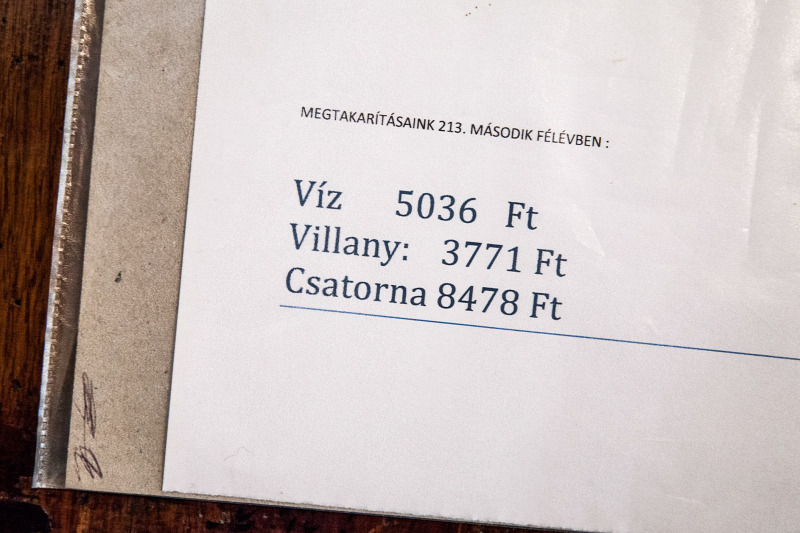 MEGTAKARÍTÁSAINK 213. MÁSODIK FÉLÉVBEN :
Víz 5036 Ft
Villany: 3771 Ft
Csatorna 8478 Ft